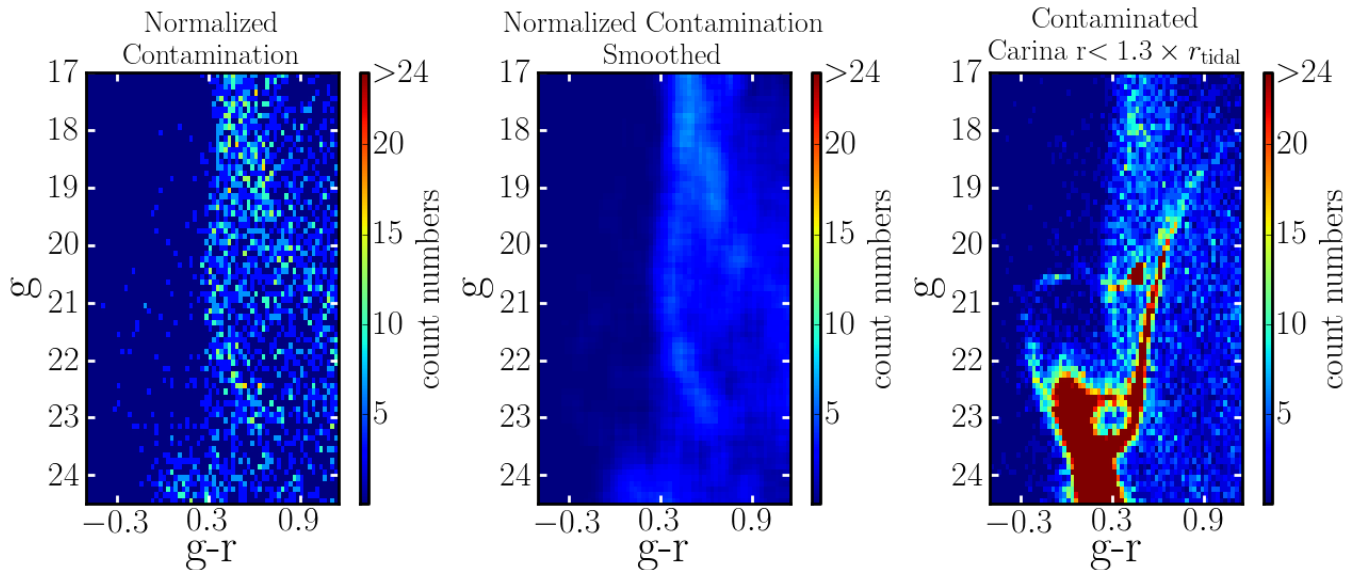 Normalized
Contamination
17
18
19
20
21
22
23
24
g
−0.3 0.3 0.9
g-r
>24
20
15
10
5
count numbers
Normalized Contamination
Smoothed
17
18
19
20
21
22
23
24
g
−0.3 0.3 0.9
g-r
>24
20
15
10
5
count numbers
Contaminated
Carina r< 1.3 × r_tidal
17
18
19
20
21
22
23
24
g
−0.3 0.3 0.9
g-r
>24
20
15
10
5
count numbers